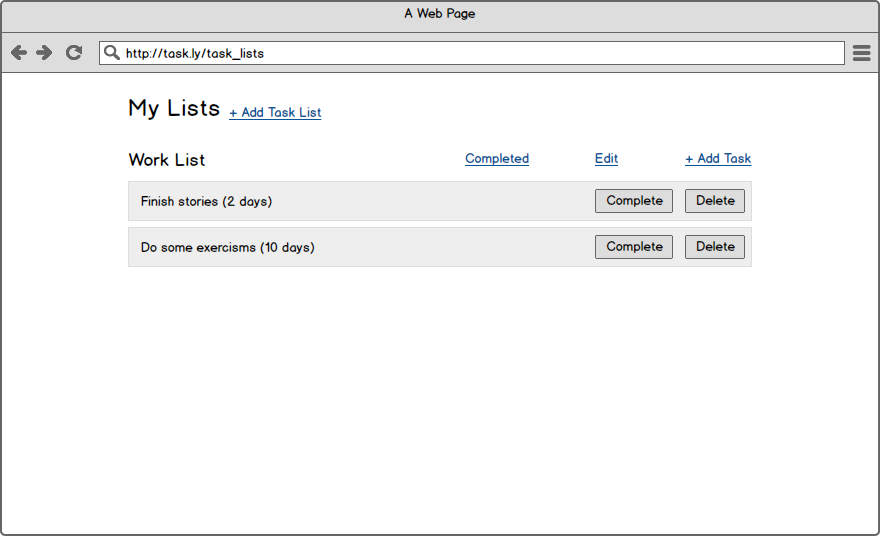 A Web Page
http://task.ly/task_lists
My Lists + Add Task List
Work List Completed Edit + Add Task
Finish stories (2 days) Complete Delete
Do some exercisms (10 days) Complete Delete